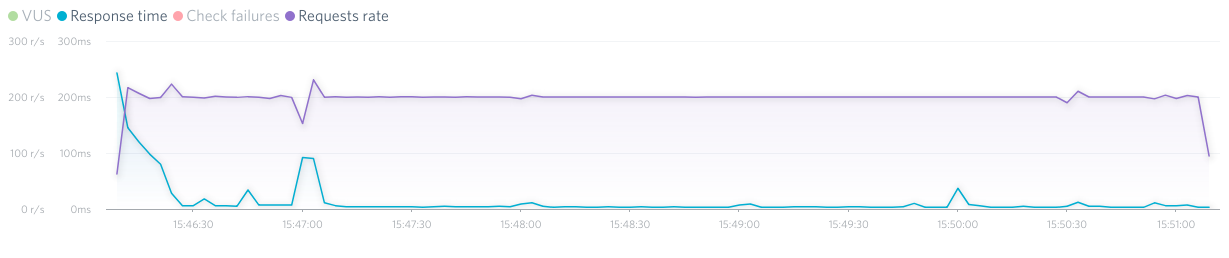 VUS Response time Check failures Requests rate
300 r/s 300ms
200 r/s 200ms
100 r/s 100ms
0 r/s 0ms
15:46:30 15:47:00 15:47:30 15:48:00 15:48:30 15:49:00 15:49:30 15:50:00 15:50:30 15:51:00